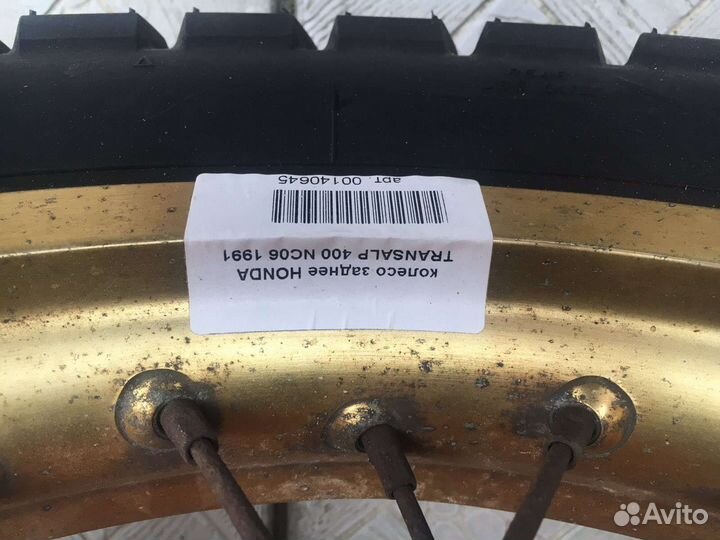 колесо заднее HONDA
TRANSALP 400 NC06 1991
арт. 00140645
Avito